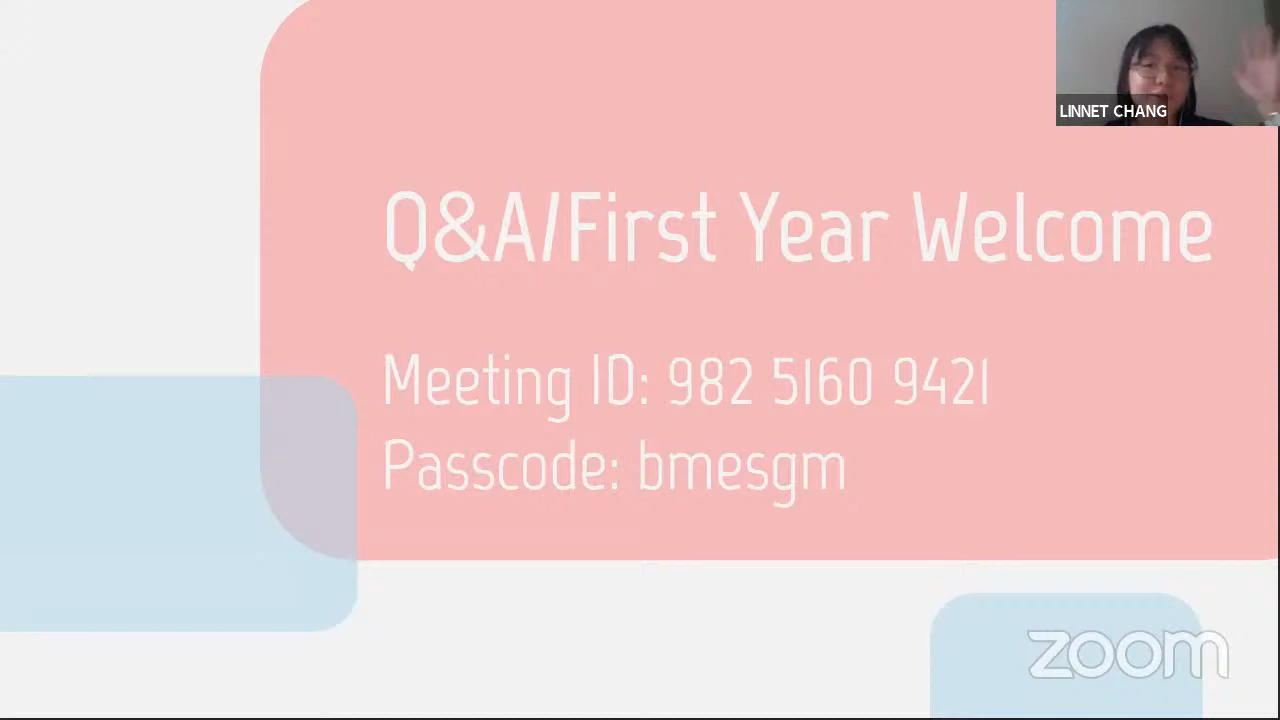 LINNET CHANG
Q&A/First Year Welcome
Meeting ID: 982 5160 9421
Passcode: bmesgm
zoom